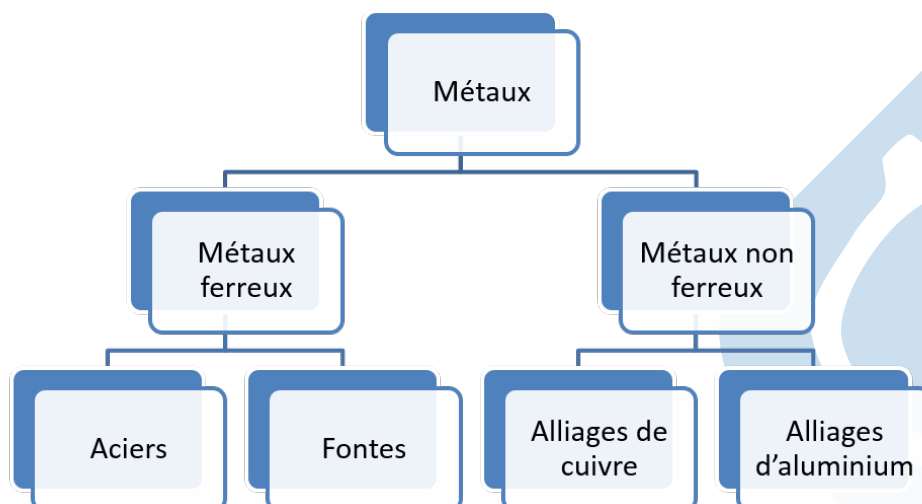 Métaux
Métaux
ferreux
Métaux non
ferreux
Aciers
Fontes
Alliages de
cuivre
Alliages
d’aluminium